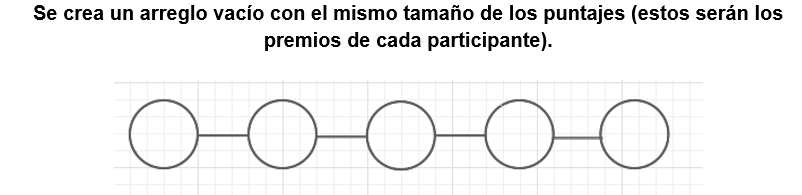 Se crea un arreglo vacío con el mismo tamaño de los puntajes (estos serán los
premios de cada participante).